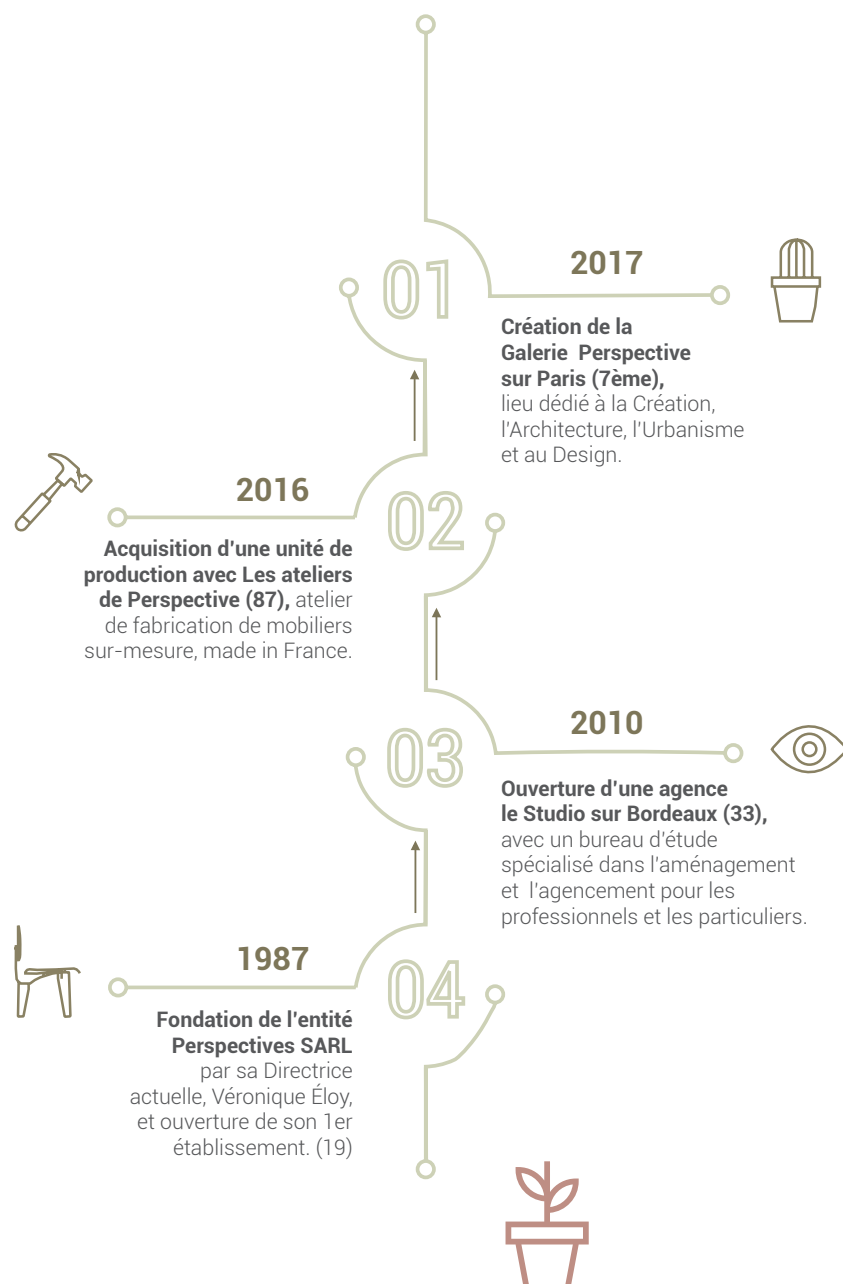 01
2017
Création de la
Galerie Perspective
sur Paris (7ème),
lieu dédié à la Création,
l'Architecture, l'Urbanisme
et au Design.
02
2016
Acquisition d'une unité de
production avec Les ateliers
de Perspective (87), atelier
de fabrication de mobiliers
sur-mesure, made in France.
03
2010
Ouverture d'une agence
le Studio sur Bordeaux (33),
avec un bureau d'étude
spécialisé dans l'aménagement
et l'agencement pour les
professionnels et les particuliers.
04
1987
Fondation de l'entité
Perspectives SARL
par sa Directrice
actuelle, Véronique Éloy,
et ouverture de son 1er
établissement. (19)